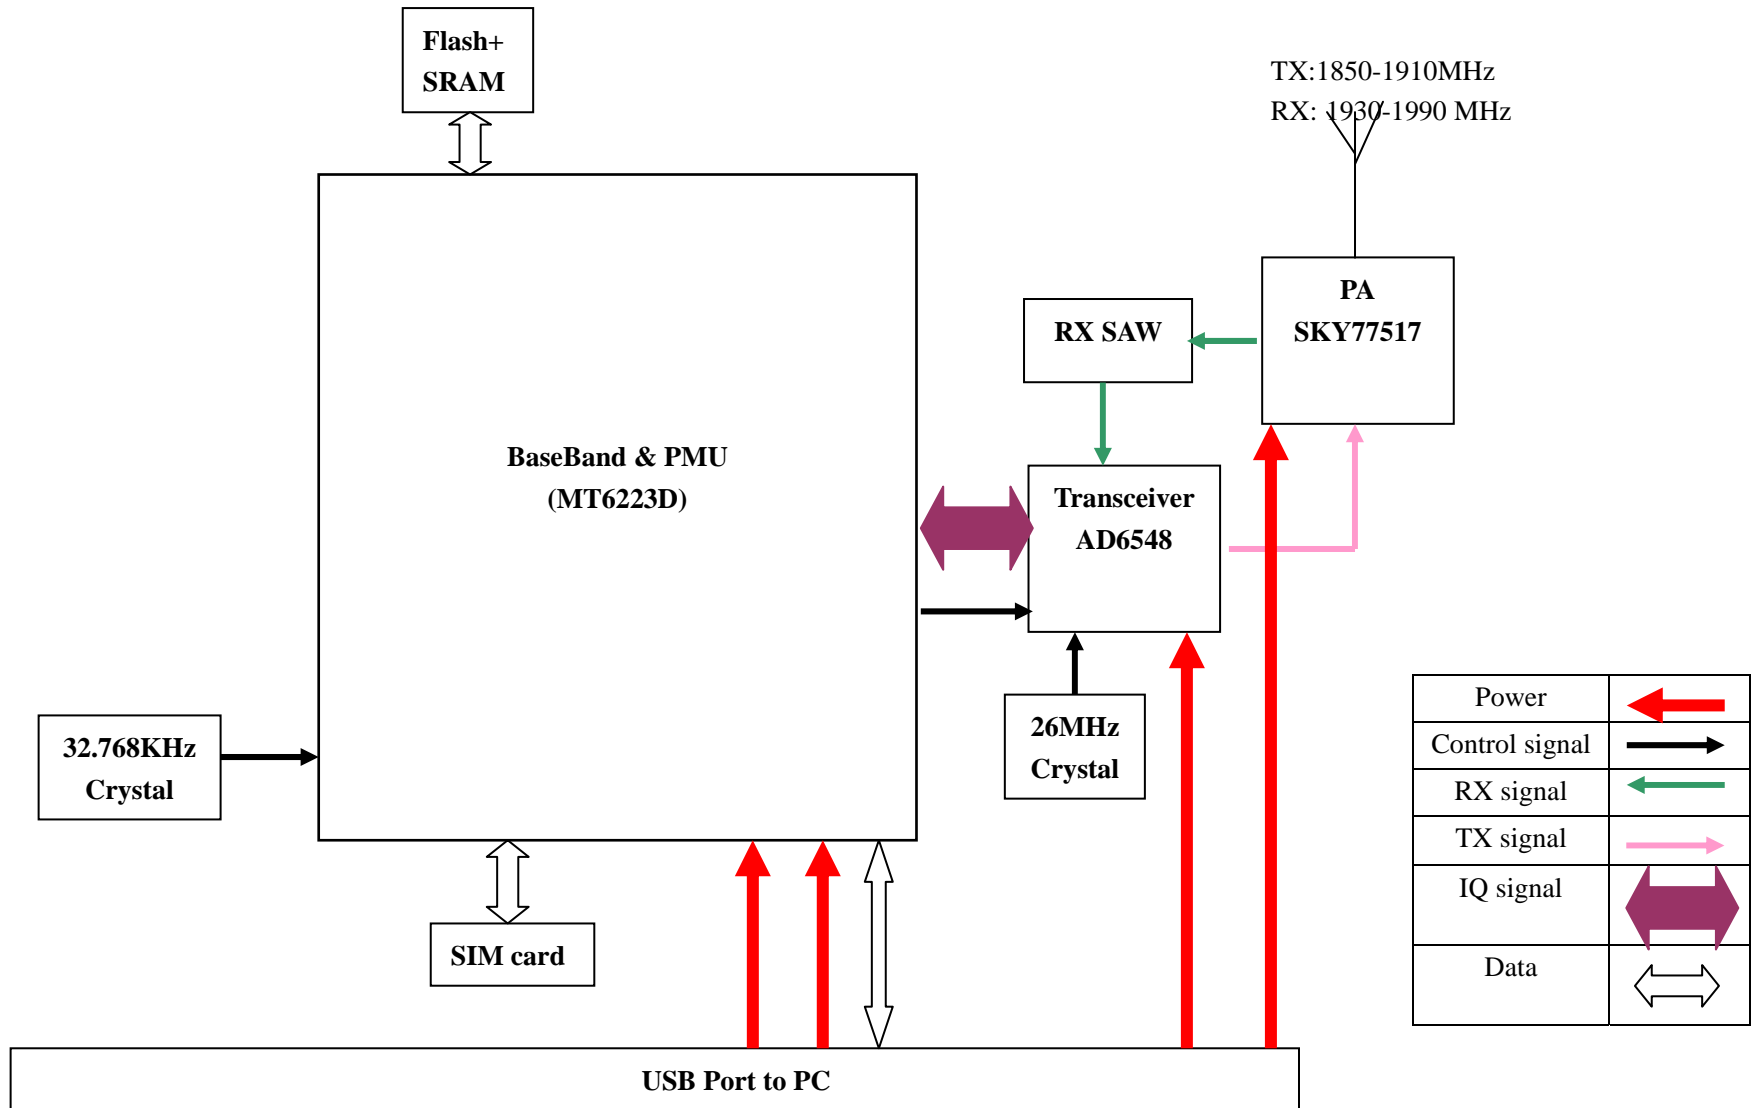 Flash+
SRAM
TX:1850-1910MHz
RX: 1930-1990 MHz
PA
SKY77517
RX SAW
BaseBand & PMU
(MT6223D)
Transceiver
AD6548
32.768KHz
Crystal
26MHz
Crystal
SIM card
USB Port to PC
Power
Control signal
RX signal
TX signal
IQ signal
Data